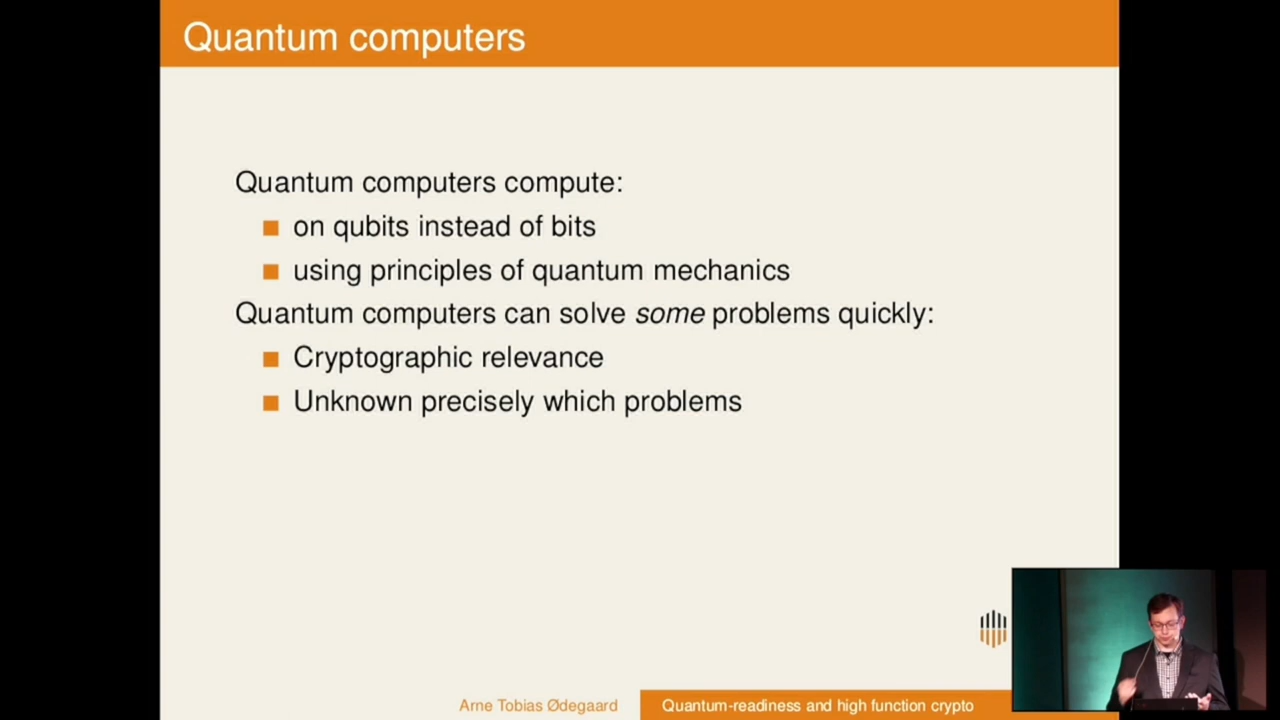 Quantum computers
Quantum computers compute:
on qubits instead of bits
using principles of quantum mechanics
Quantum computers can solve some problems quickly:
Cryptographic relevance
Unknown precisely which problems
Arne Tobias Ødegaard
Quantum-readiness and high function crypto